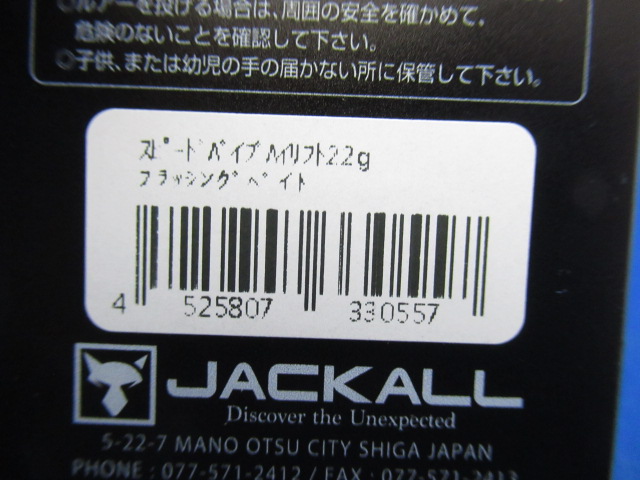 ○ルアーを投げる場合は、周囲の安全を確かめて、
危険のないことを確認して下さい。
○子供、または幼児の手の届かない所に保管して下さい。
ｽﾋﾟｰﾄﾞﾊﾞｲﾌﾞﾊｲﾘﾌﾄ22g
ﾌﾗｯｼﾝｸﾞﾍﾞｲﾄ
4 525807 330557
JACKALL
Discover the Unexpected
5-22-7 MANO OTSU CITY SHIGA JAPAN
PHONE : 077-571-2412 / FAX : 077-571-2413